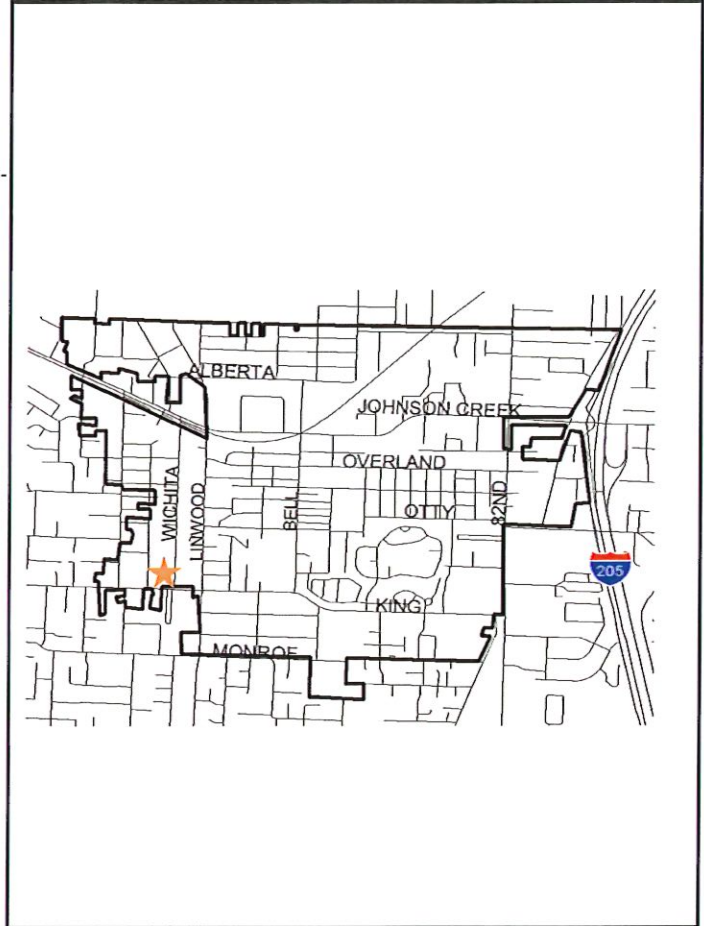 ALBERTA
JOHNSON CREEK
OVERLAND
WICHITA
LINWOOD
BELL
OTTY
82ND
205
KING
MONROE